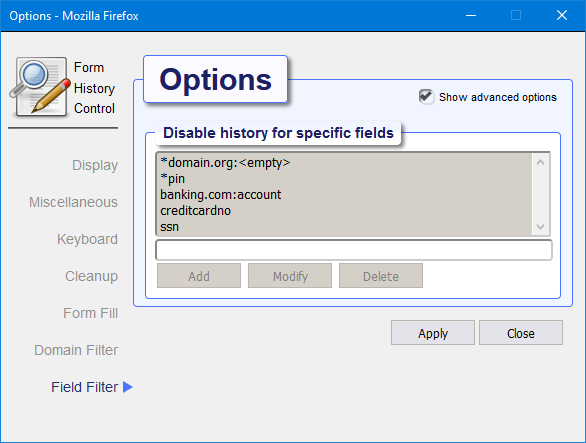 Options - Mozilla Firefox
Form
History
Control
Options
Show advanced options
Disable history for specific fields
*domain.org:<empty>
*pin
banking.com:account
creditcardno
ssn
Add Modify Delete
Display
Miscellaneous
Keyboard
Cleanup
Form Fill
Domain Filter
Field Filter
Apply Close